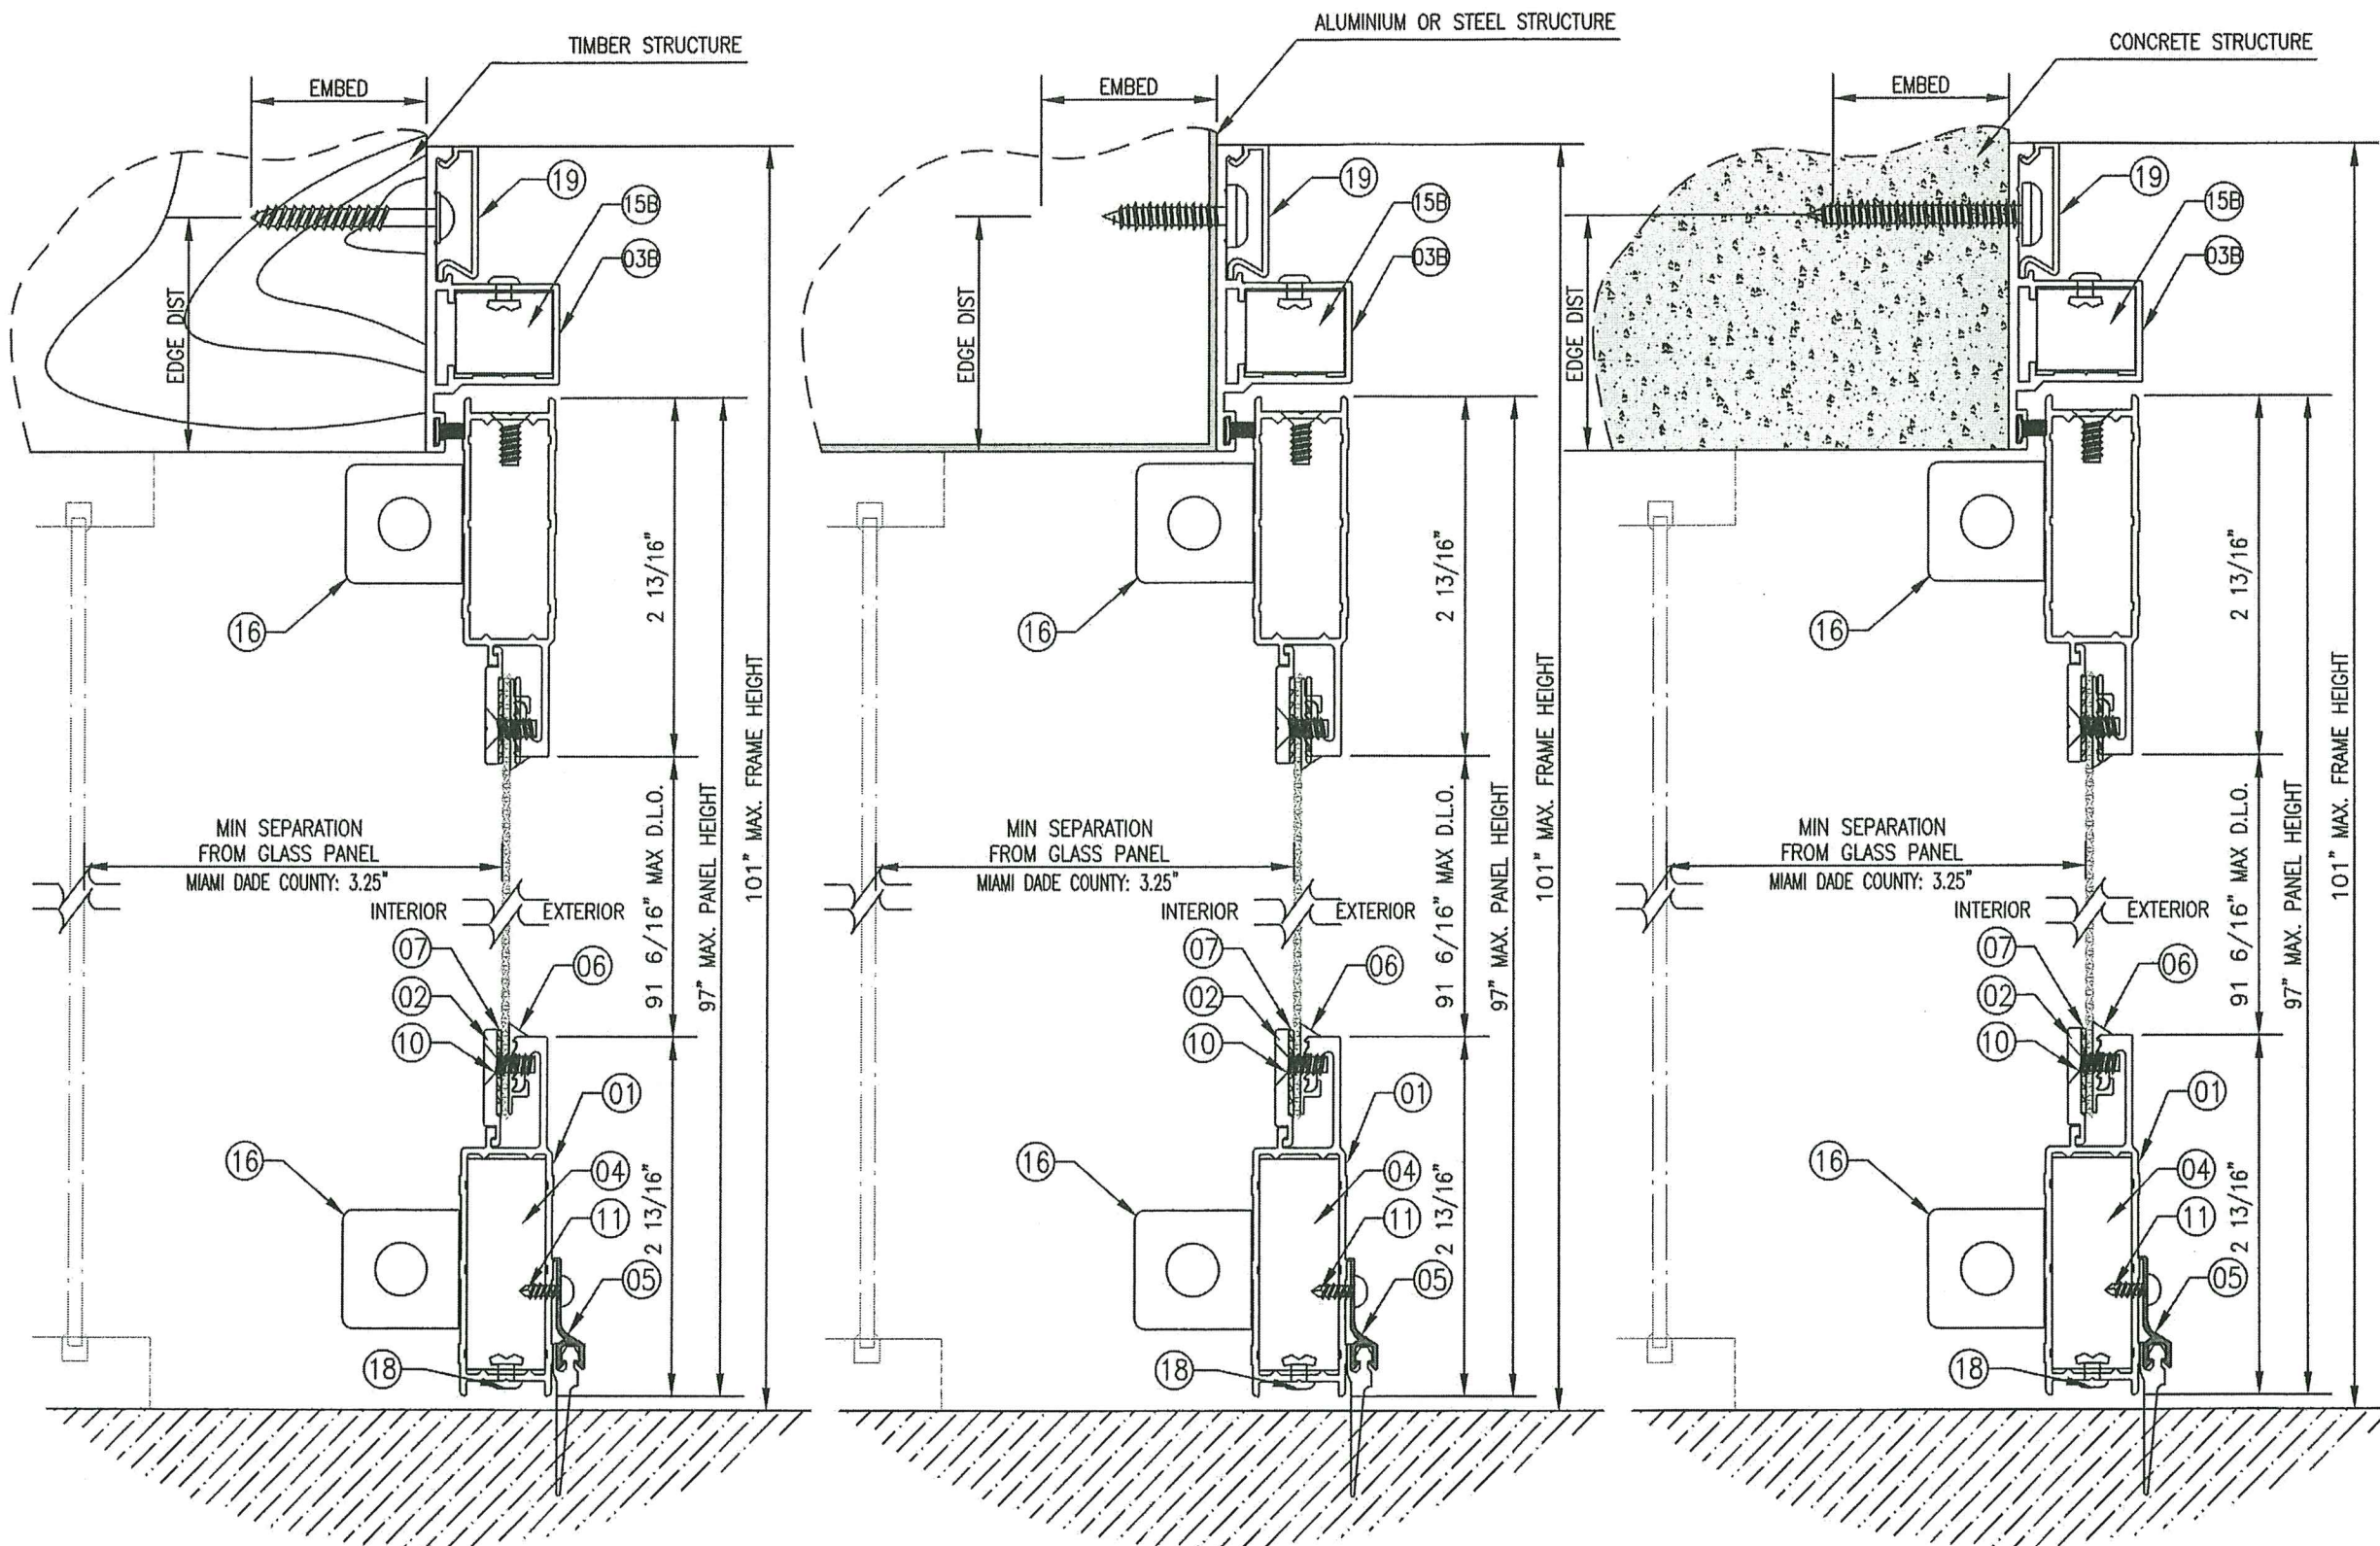 TIMBER STRUCTURE
EMBED
19
15B
03B
EDGE DIST
16
2 13/16"
101" MAX. FRAME HEIGHT
97" MAX. PANEL HEIGHT
91 6/16" MAX D.L.O.
MIN SEPARATION
FROM GLASS PANEL
MIAMI DADE COUNTY: 3.25"
INTERIOR
EXTERIOR
07
06
02
10
01
16
04
2 13/16"
11
05
18
ALUMINIUM OR STEEL STRUCTURE
EMBED
19
15B
03B
EDGE DIST
16
2 13/16"
101" MAX. FRAME HEIGHT
97" MAX. PANEL HEIGHT
91 6/16" MAX D.L.O.
MIN SEPARATION
FROM GLASS PANEL
MIAMI DADE COUNTY: 3.25"
INTERIOR
EXTERIOR
07
06
02
10
01
16
04
2 13/16"
11
05
18
CONCRETE STRUCTURE
EMBED
19
15B
03B
EDGE DIST
16
2 13/16"
101" MAX. FRAME HEIGHT
97" MAX. PANEL HEIGHT
91 6/16" MAX D.L.O.
MIN SEPARATION
FROM GLASS PANEL
MIAMI DADE COUNTY: 3.25"
INTERIOR
EXTERIOR
07
06
02
10
01
16
04
2 13/16"
11
05
18